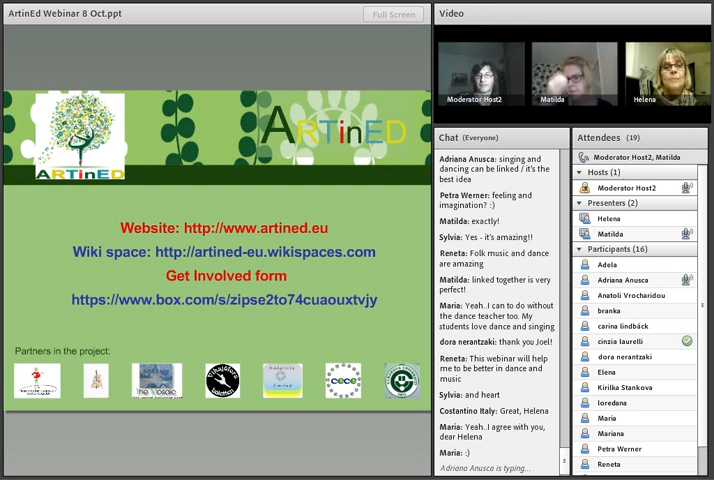 ArtinEd Webinar 8 Oct.ppt
Full Screen
ARTinED
ARTinED
Website: http://www.artined.eu
Wiki space: http://artined-eu.wikispaces.com
Get Involved form
https://www.box.com/s/zipse2to74cuaouxtvjy
Partners in the project:
cece
Video
Moderator Host2
Matilda
Helena
Chat (Everyone)
Adriana Anusca: singing and
dancing can be linked / it's the
best idea
Petra Werner: feeling and
imagination? :)
Matilda: exactly!
Sylvia: Yes - it's amazing!!
Reneta: Folk music and dance
are amazing
Matilda: linked together is very
perfect!
Maria: Yeah..I can to do without
the dance teacher too. My
students love dance and singing
dora nerantzaki: thank you Joel!
Reneta: This webinar will help
me to be better in dance and
music
Sylvia: and heart
Costantino Italy: Great, Helena
Maria: Yeah..I agree with you,
dear Helena
Maria: :)
Adriana Anusca is typing...
Attendees (19)
Moderator Host2, Matilda
Hosts (1)
Moderator Host2
Presenters (2)
Helena
Matilda
Participants (16)
Adela
Adriana Anusca
Anatoli Vrocharidou
branka
carina lindbäck
cinzia laurelli
dora nerantzaki
Elena
Kirilka Stankova
loredana
Maria
Mariana
Petra Werner
Reneta